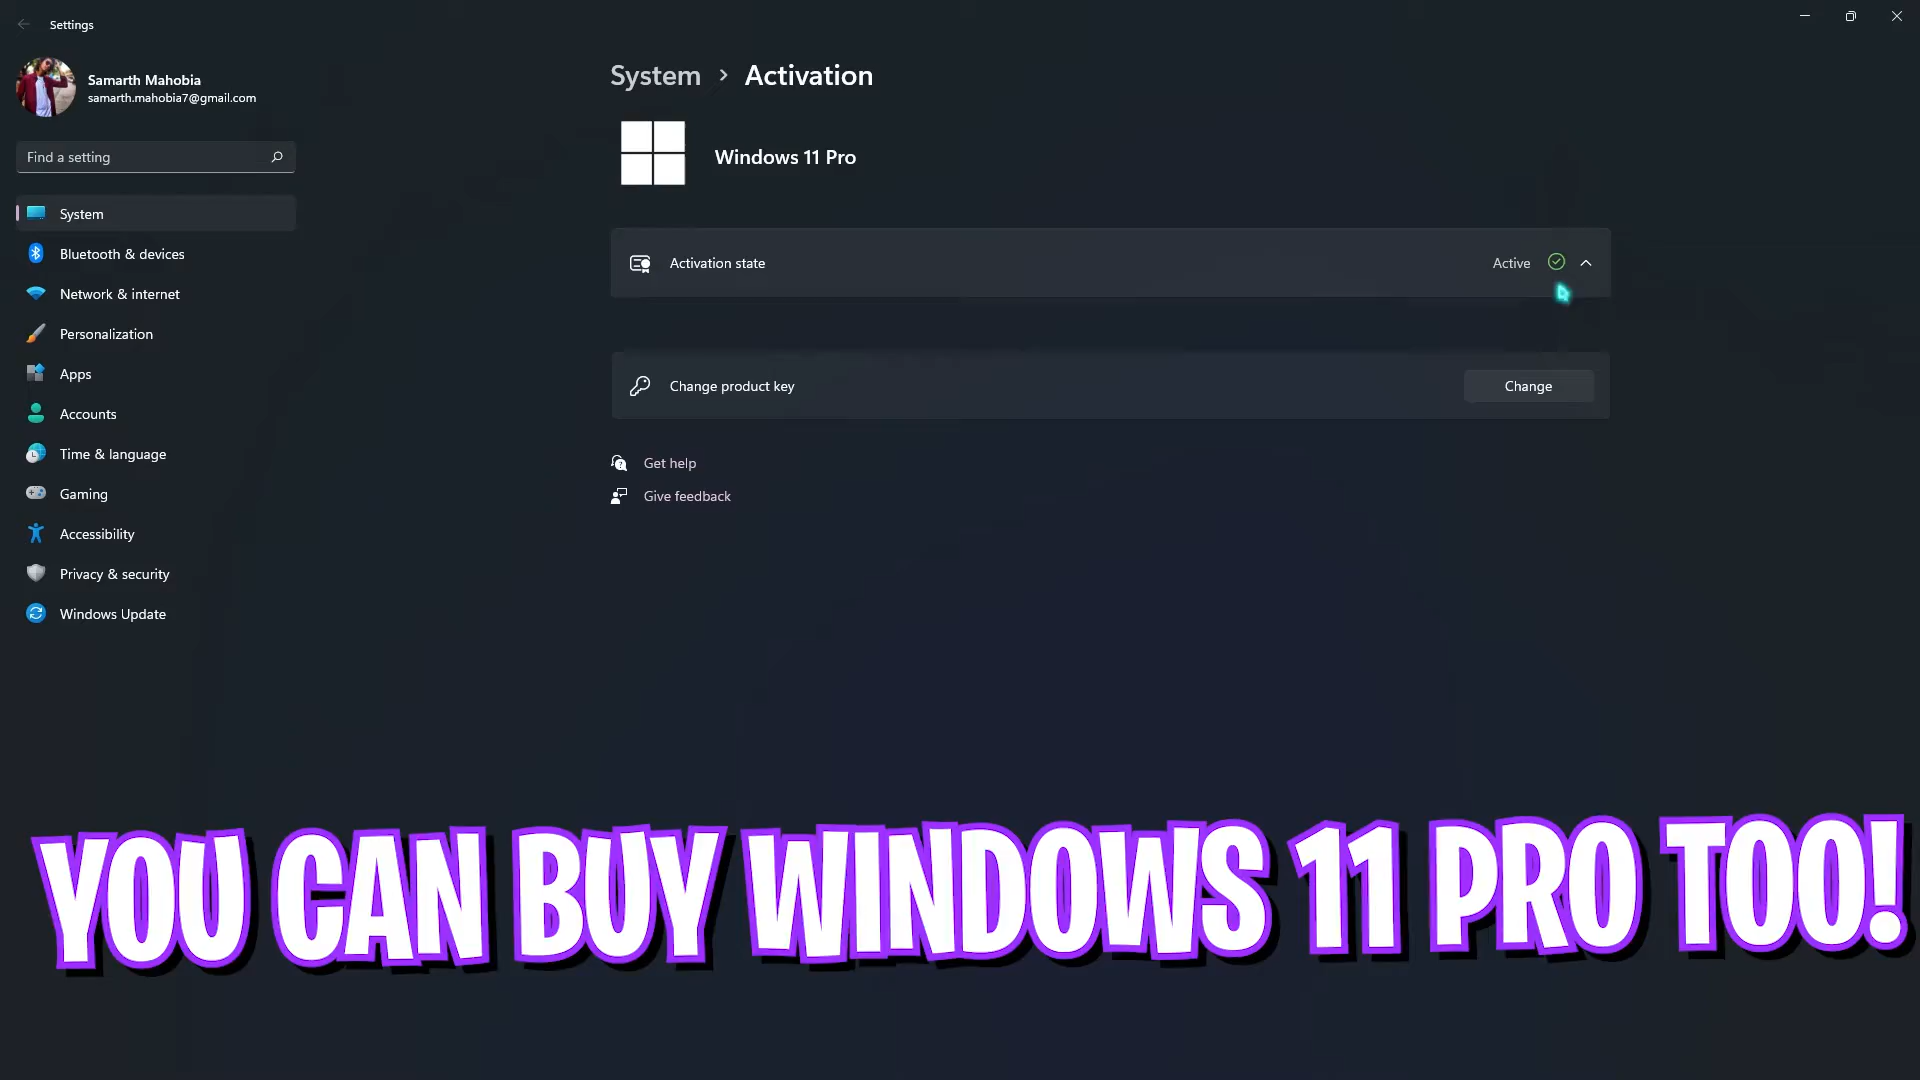 Settings
Samarth Mahobia
samarth.mahobia7@gmail.com
Find a setting
System
Bluetooth & devices
Network & internet
Personalization
Apps
Accounts
Time & language
Gaming
Accessibility
Privacy & security
Windows Update
System > Activation
Windows 11 Pro
Activation state Active
Change product key Change
Get help
Give feedback
YOU CAN BUY WINDOWS 11 PRO TOO!